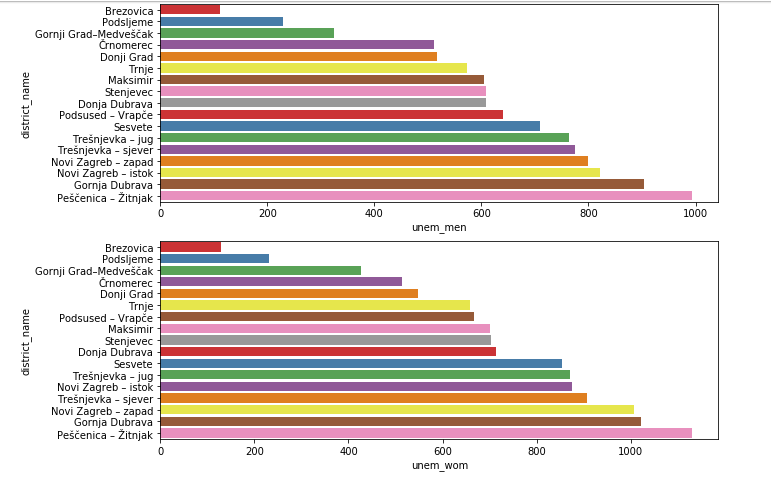 Brezovica
Podsljeme
Gornji Grad–Medveščak
Črnomerec
Donji Grad
Trnje
Maksimir
Stenjevec
Donja Dubrava
Podsused – Vrapče
Sesvete
Trešnjevka – jug
Trešnjevka – sjever
Novi Zagreb – zapad
Novi Zagreb – istok
Gornja Dubrava
Peščenica – Žitnjak
district_name
0 200 400 600 800 1000
unem_men
Brezovica
Podsljeme
Gornji Grad–Medveščak
Črnomerec
Donji Grad
Trnje
Podsused – Vrapče
Maksimir
Stenjevec
Donja Dubrava
Sesvete
Trešnjevka – jug
Novi Zagreb – istok
Trešnjevka – sjever
Novi Zagreb – zapad
Gornja Dubrava
Peščenica – Žitnjak
district_name
0 200 400 600 800 1000
unem_wom